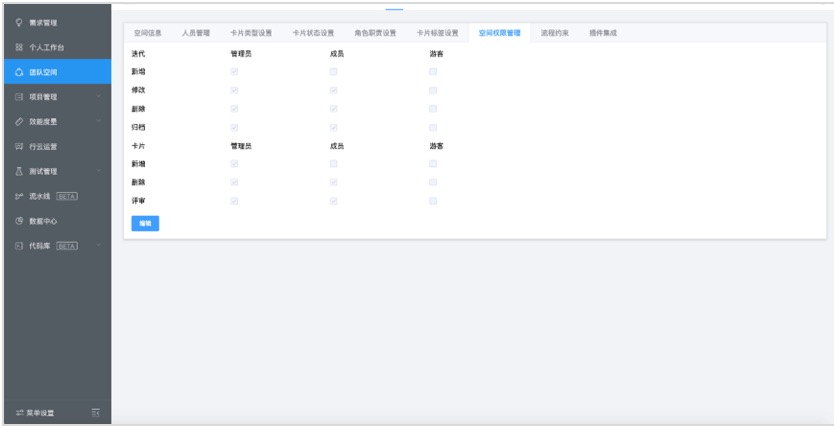 需求管理
个人工作台
团队空间
项目管理
效能度量
行云运营
测试管理
流水线 BETA
数据中心
代码库 BETA
菜单设置
空间信息 人员管理 卡片类型设置 卡片状态设置 角色职责设置 卡片标签设置 空间权限管理 流程约束 插件集成
迭代 管理员 成员 游客
新增
修改
删除
归档
卡片 管理员 成员 游客
新增
删除
评审
编辑